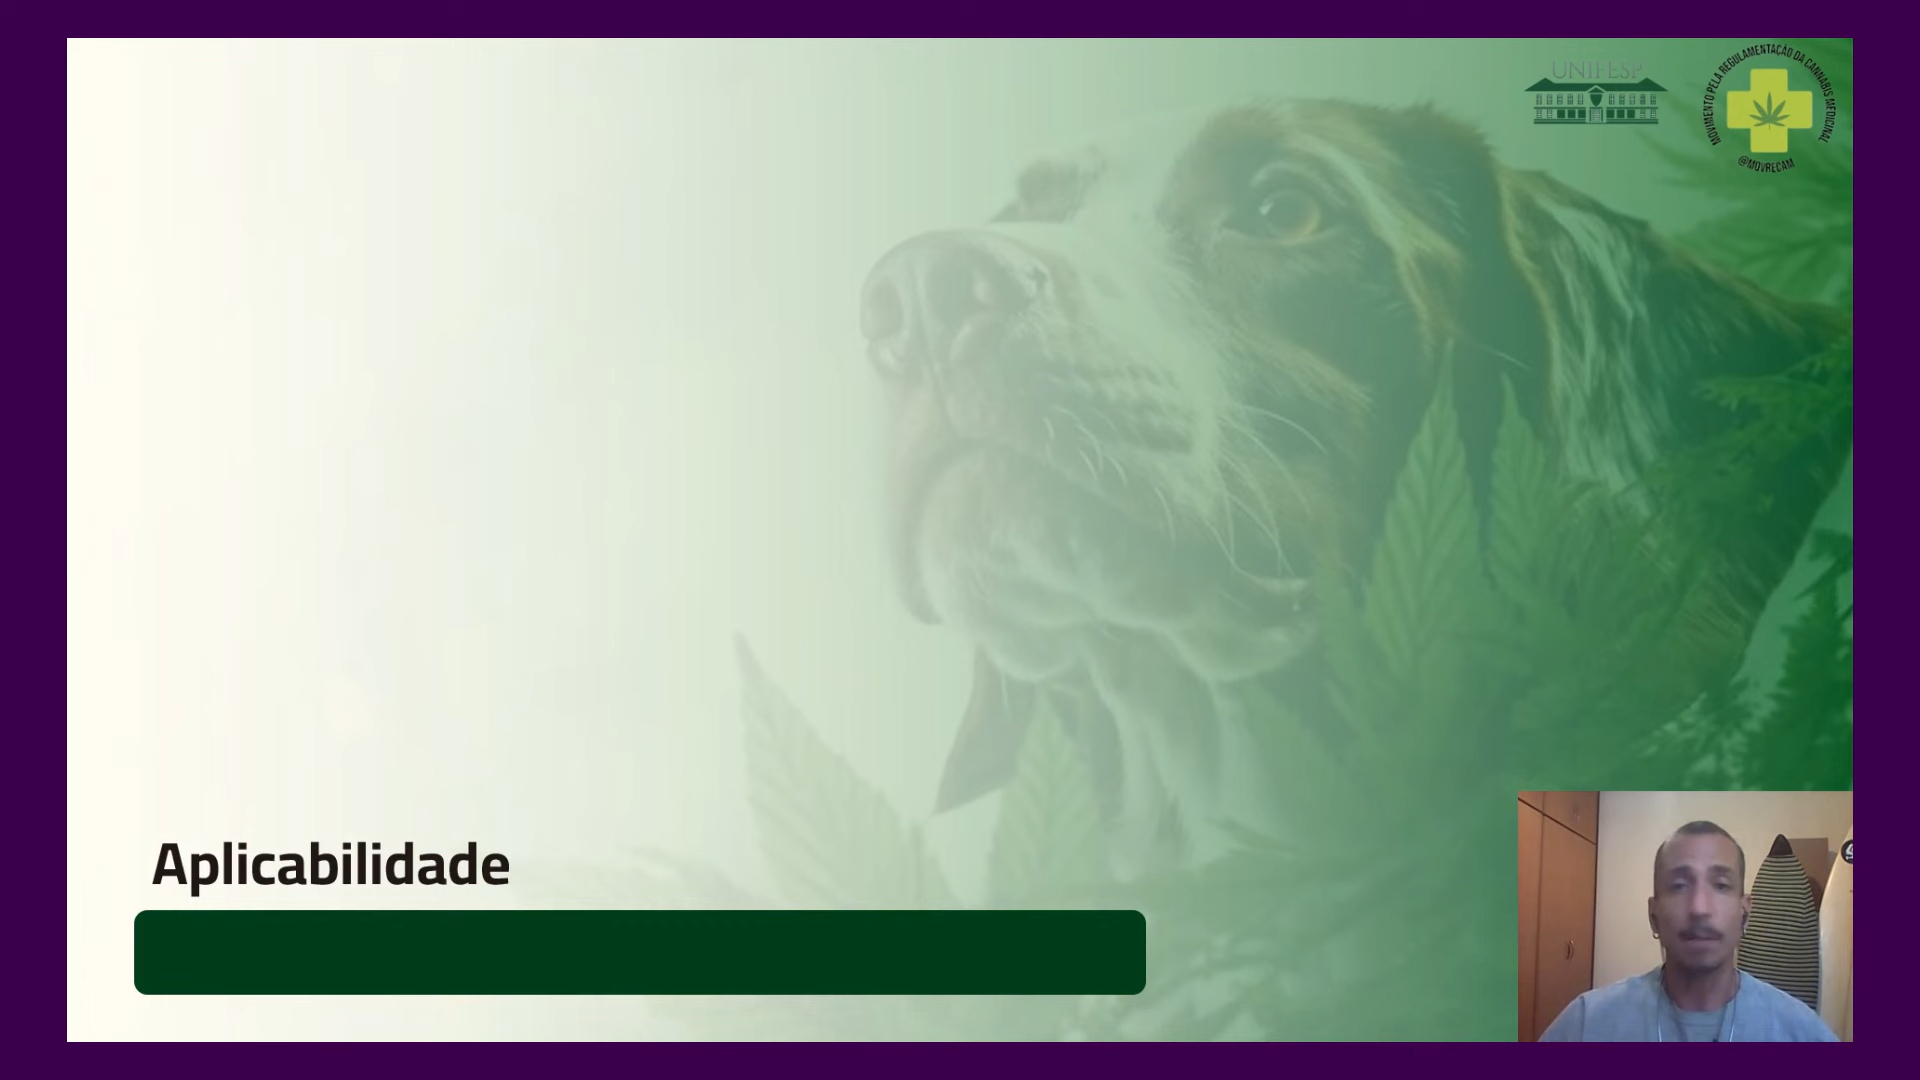 UNIFESP
MOVIMENTO PELA REGULAMENTAÇÃO DA CANNABIS MEDICINAL
@MOVRECAM
Aplicabilidade